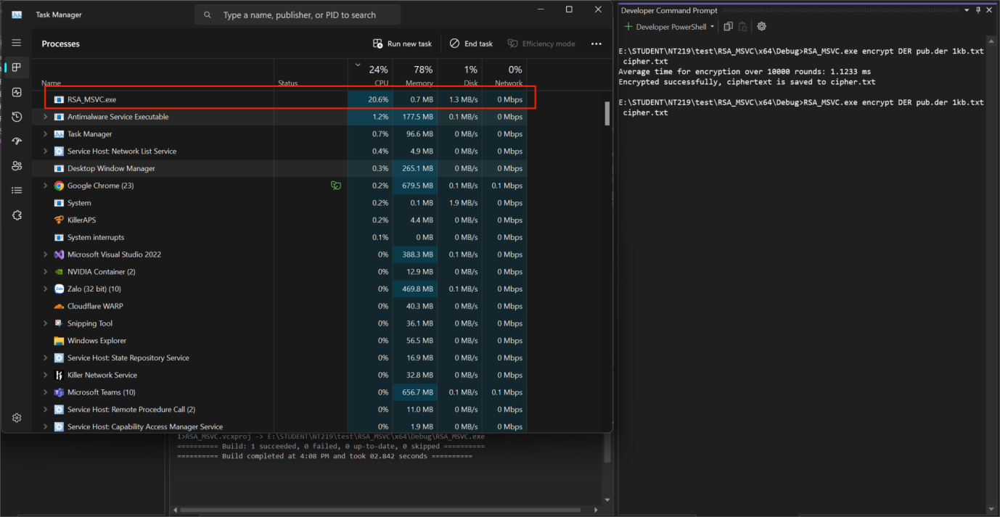 Task Manager
Type a name, publisher, or PID to search
Processes
Run new task
End task
Efficiency mode
24% 78% 1% 0%
Name Status CPU Memory Disk Network
RSA_MSVC.exe 20.6% 0.7 MB 1.3 MB/s 0 Mbps
Antimalware Service Executable 1.2% 177.5 MB 0.1 MB/s 0 Mbps
Task Manager 0.7% 96.6 MB 0 MB/s 0 Mbps
Service Host: Network List Service 0.4% 4.9 MB 0 MB/s 0 Mbps
Desktop Window Manager 0.3% 265.1 MB 0 MB/s 0 Mbps
Google Chrome (23) 0.2% 679.5 MB 0.1 MB/s 0.1 Mbps
System 0.2% 0.1 MB 1.9 MB/s 0 Mbps
KillerAPS 0.2% 4.4 MB 0 MB/s 0 Mbps
System interrupts 0.1% 0 MB 0 MB/s 0 Mbps
Microsoft Visual Studio 2022 0% 388.3 MB 0.1 MB/s 0 Mbps
NVIDIA Container (2) 0% 12.9 MB 0 MB/s 0 Mbps
Zalo (32 bit) (10) 0% 469.8 MB 0.1 MB/s 0 Mbps
Cloudflare WARP 0% 40.3 MB 0 MB/s 0 Mbps
Snipping Tool 0% 36.1 MB 0 MB/s 0 Mbps
Windows Explorer 0% 56.5 MB 0 MB/s 0 Mbps
Service Host: State Repository Service 0% 16.9 MB 0 MB/s 0 Mbps
Killer Network Service 0% 32.8 MB 0 MB/s 0 Mbps
Microsoft Teams (10) 0% 656.7 MB 0.1 MB/s 0.1 Mbps
Service Host: Remote Procedure Call (2) 0% 11.0 MB 0 MB/s 0 Mbps
Service Host: Capability Access Manager Service 0% 1.9 MB 0 MB/s 0 Mbps
1>RSA_MSVC.vcxproj -> E:\STUDENT\NT219\test\RSA_MSVC\x64\Debug\RSA_MSVC.exe
========== Build: 1 succeeded, 0 failed, 0 up-to-date, 0 skipped ==========
========== Build completed at 4:08 PM and took 02.842 seconds ==========
Developer Command Prompt
Developer PowerShell
E:\STUDENT\NT219\test\RSA_MSVC\x64\Debug>RSA_MSVC.exe encrypt DER pub.der 1kb.txt
cipher.txt
Average time for encryption over 10000 rounds: 1.1233 ms
Encrypted successfully, ciphertext is saved to cipher.txt
E:\STUDENT\NT219\test\RSA_MSVC\x64\Debug>RSA_MSVC.exe encrypt DER pub.der 1kb.txt
cipher.txt